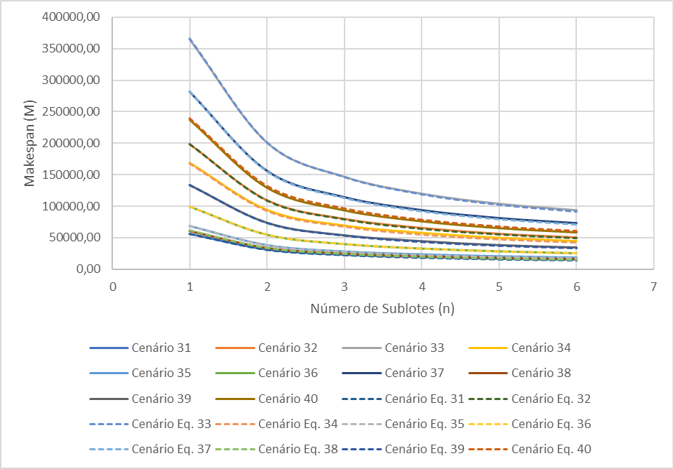 400000,00
350000,00
300000,00
250000,00
200000,00
150000,00
100000,00
50000,00
0,00
Makespan (M)
0 1 2 3 4 5 6 7
Número de Sublotes (n)
Cenário 31 Cenário 32 Cenário 33 Cenário 34
Cenário 35 Cenário 36 Cenário 37 Cenário 38
Cenário 39 Cenário 40 Cenário Eq. 31 Cenário Eq. 32
Cenário Eq. 33 Cenário Eq. 34 Cenário Eq. 35 Cenário Eq. 36
Cenário Eq. 37 Cenário Eq. 38 Cenário Eq. 39 Cenário Eq. 40